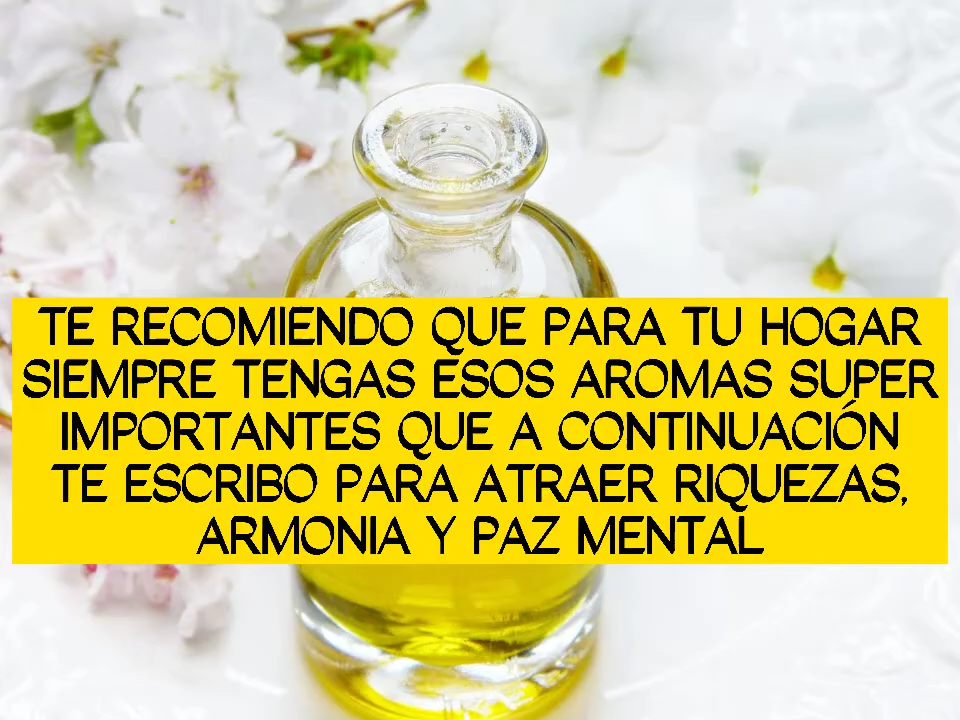 TE RECOMIENDO QUE PARA TU HOGAR
SIEMPRE TENGAS ESOS AROMAS SUPER
IMPORTANTES QUE A CONTINUACIÓN
TE ESCRIBO PARA ATRAER RIQUEZAS,
ARMONIA Y PAZ MENTAL